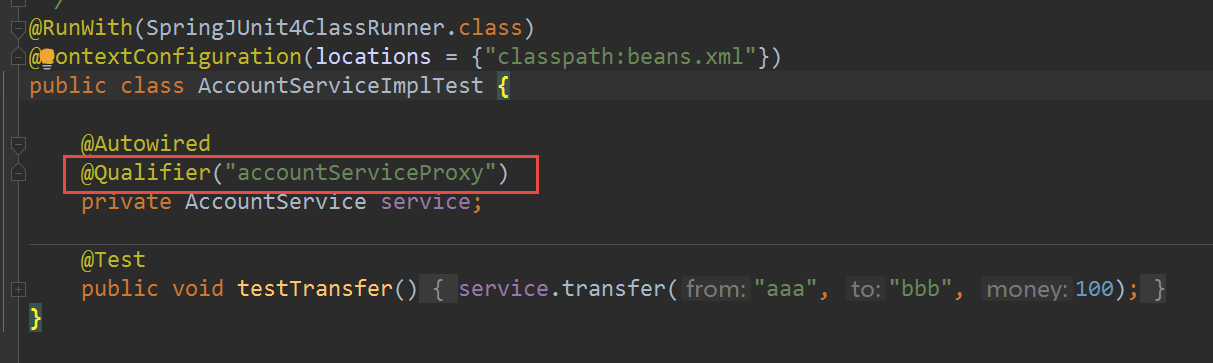 */
@RunWith(SpringJUnit4ClassRunner.class)
@ContextConfiguration(locations = {"classpath:beans.xml"})
public class AccountServiceImplTest {
@Autowired
@Qualifier("accountServiceProxy")
private AccountService service;
@Test
public void testTransfer() { service.transfer( from: "aaa", to: "bbb", money: 100); }
}